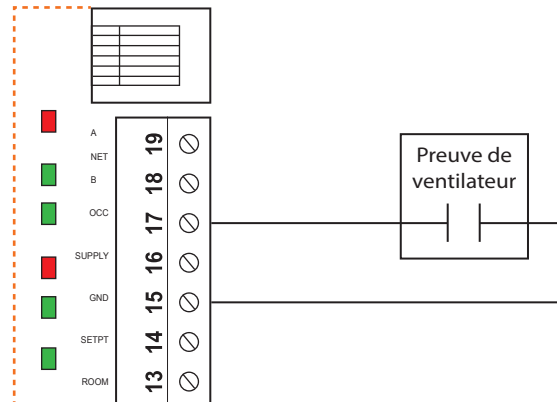 A
NET
B
OCC
SUPPLY
GND
SETPT
ROOM
19
18
17
16
15
14
13
Preuve de
ventilateur